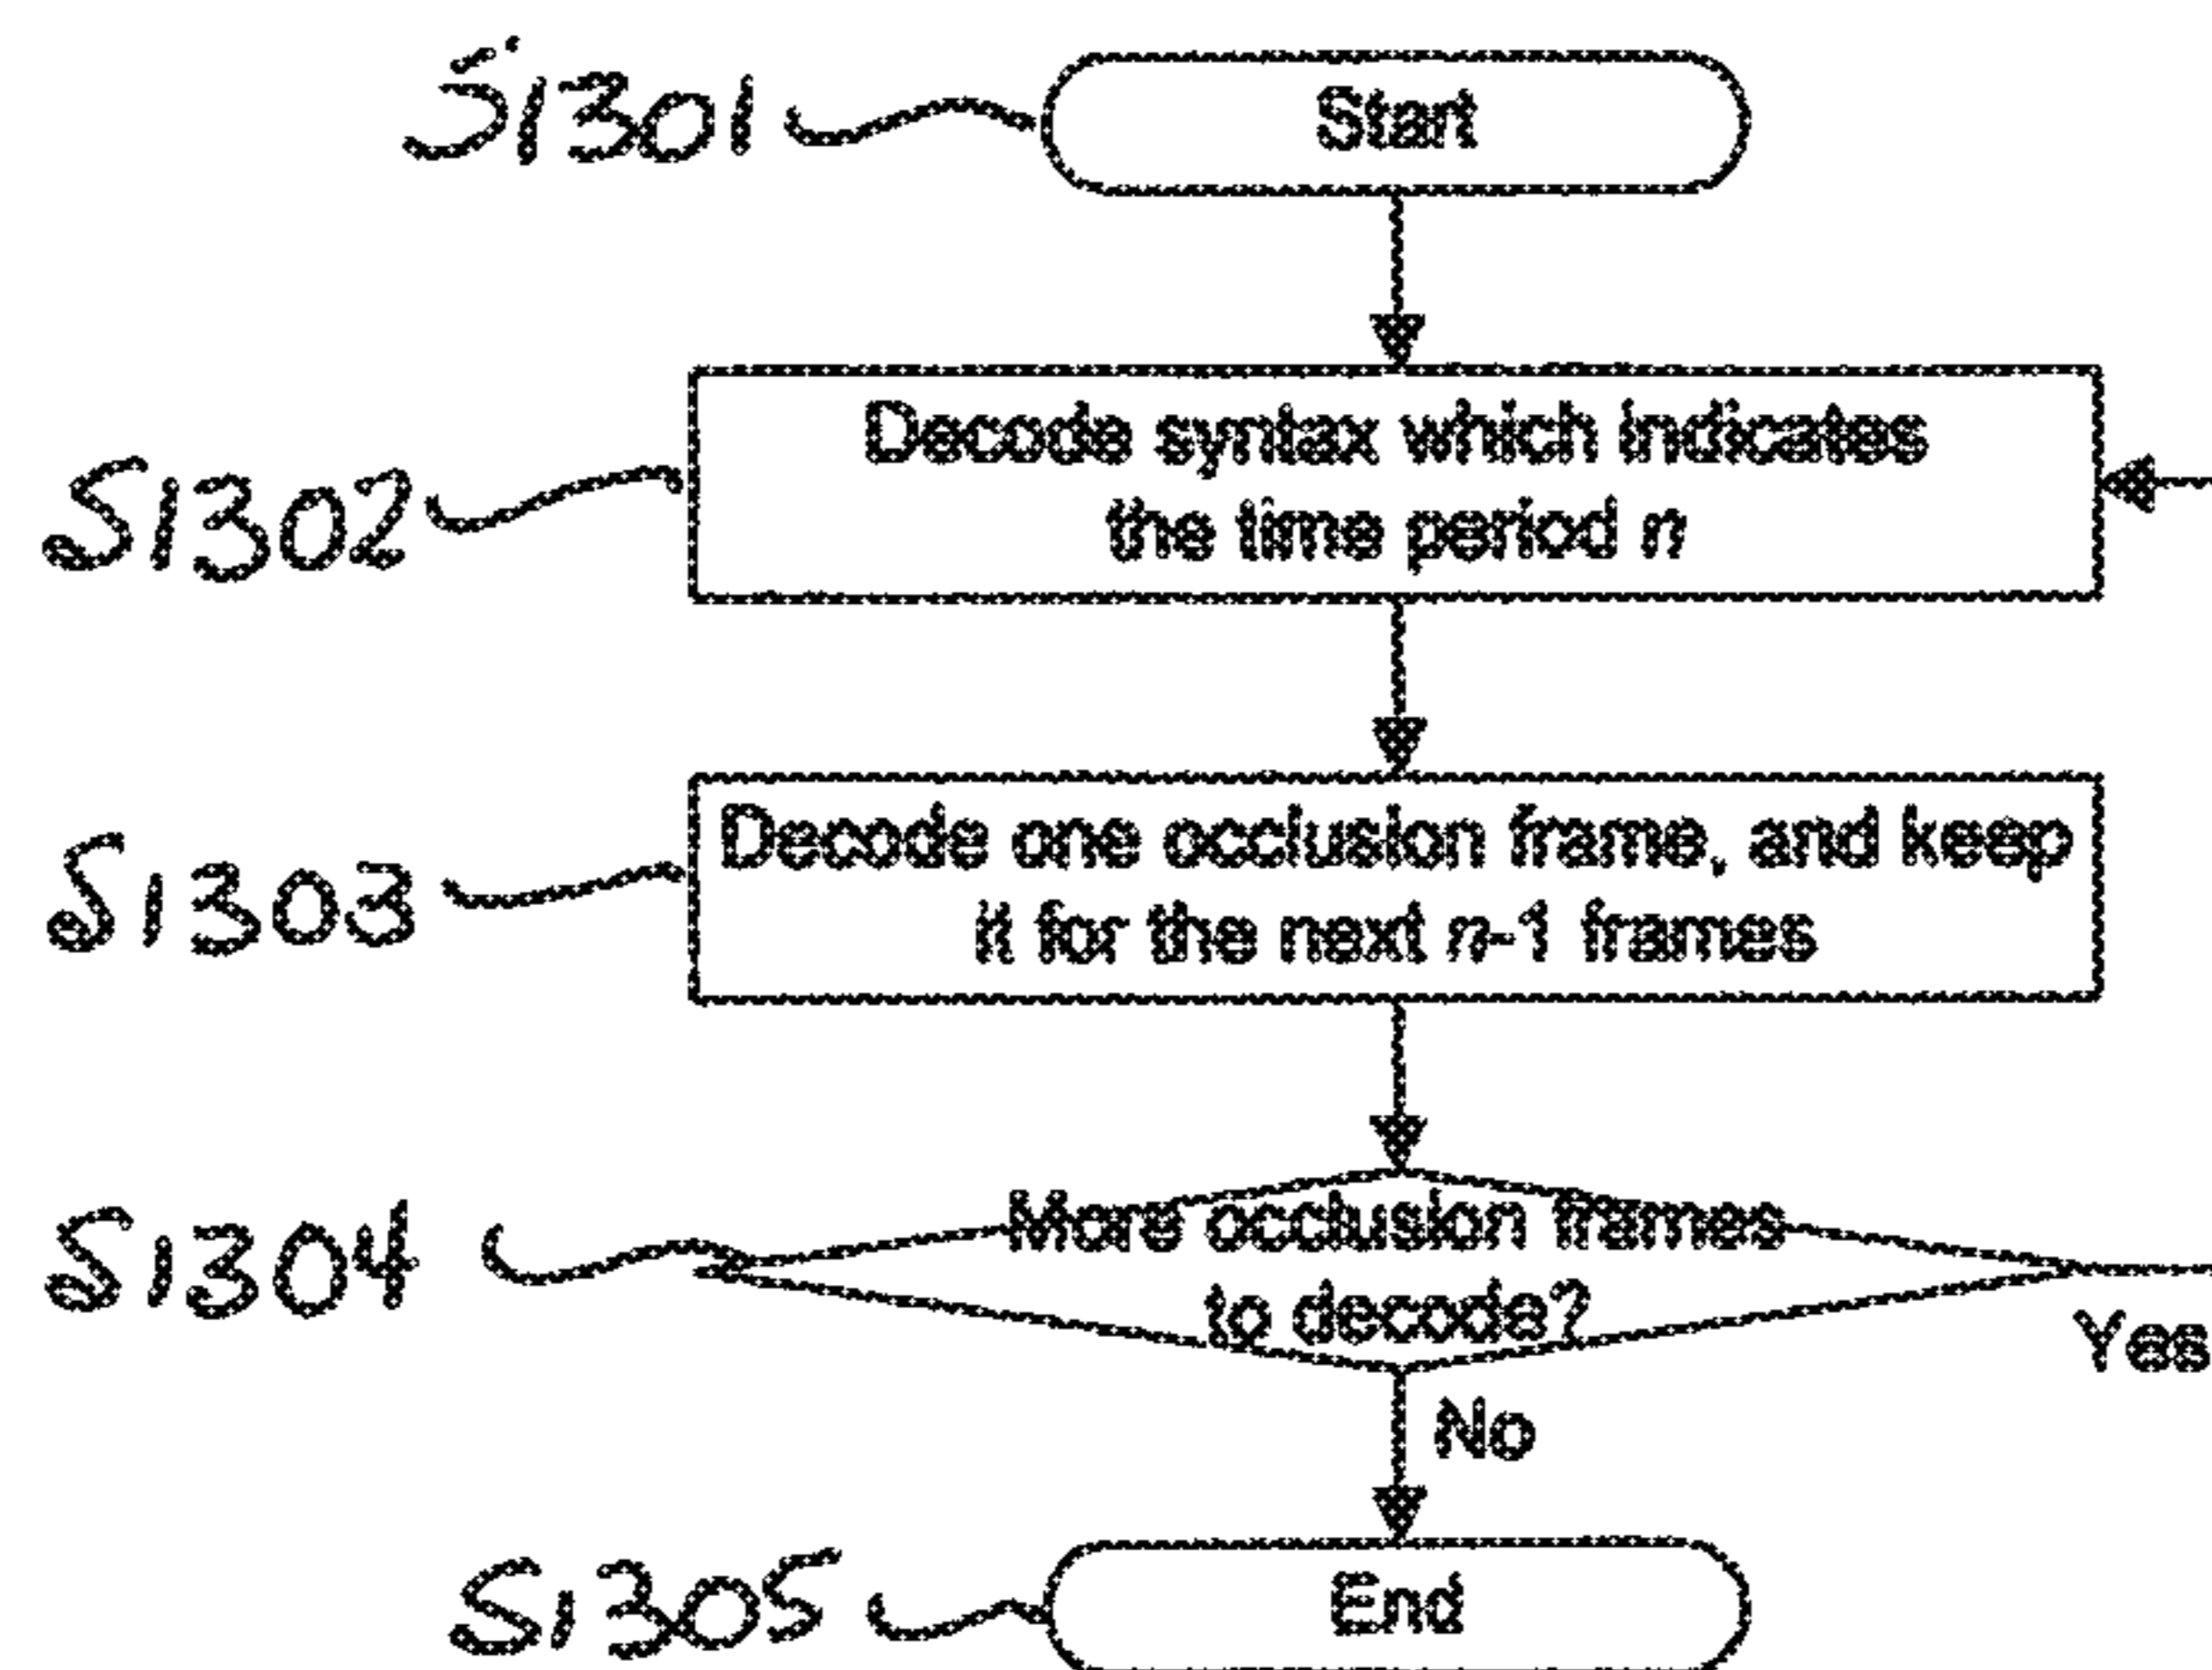 S1301
Start
S1302
Decode syntax which indicates
the time period n
S1303
Decode one occlusion frame, and keep
it for the next n-1 frames
S1304
More occlusion frames
to decode?
Yes
No
S1305
End